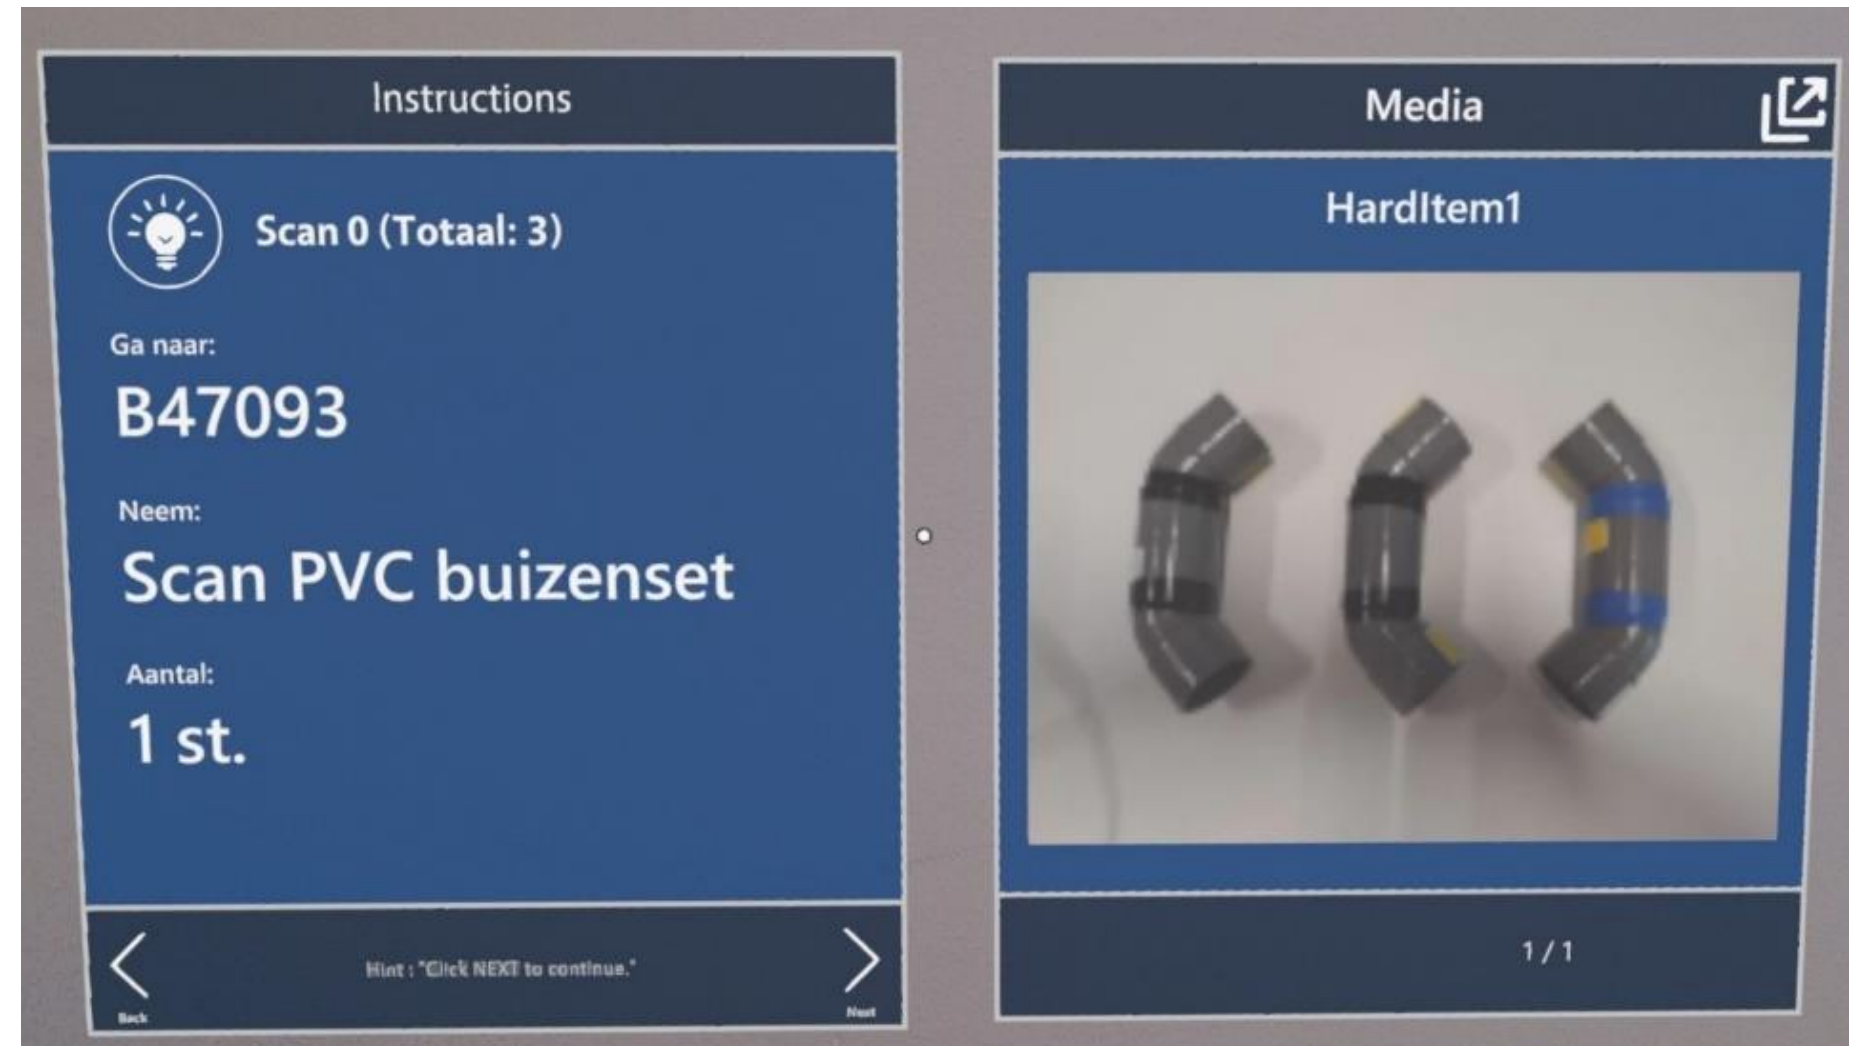 Instructions
Scan 0 (Totaal: 3)
Ga naar:
B47093
Neem:
Scan PVC buizenset
Aantal:
1 st.
Hint : "Click NEXT to continue."
Back
Next
Media
HardItem1
1 / 1